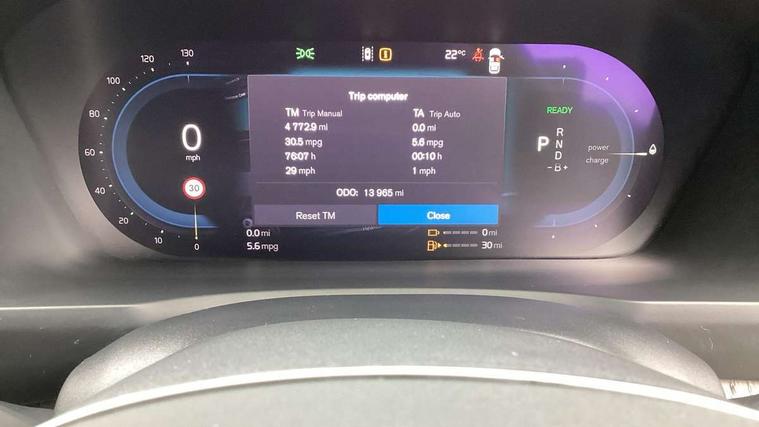 120
130
100
80
60
40
20
10
0
0
mph
30
22°C
Trip computer
TM Trip Manual
TA Trip Auto
4 772.9 mi
0.0 mi
30.5 mpg
5.6 mpg
76:07 h
00:10 h
29 mph
1 mph
ODO: 13 965 mi
Reset TM
Close
READY
P
R
N
D
- B +
power
charge
0.0 mi
5.6 mpg
0 mi
30 mi